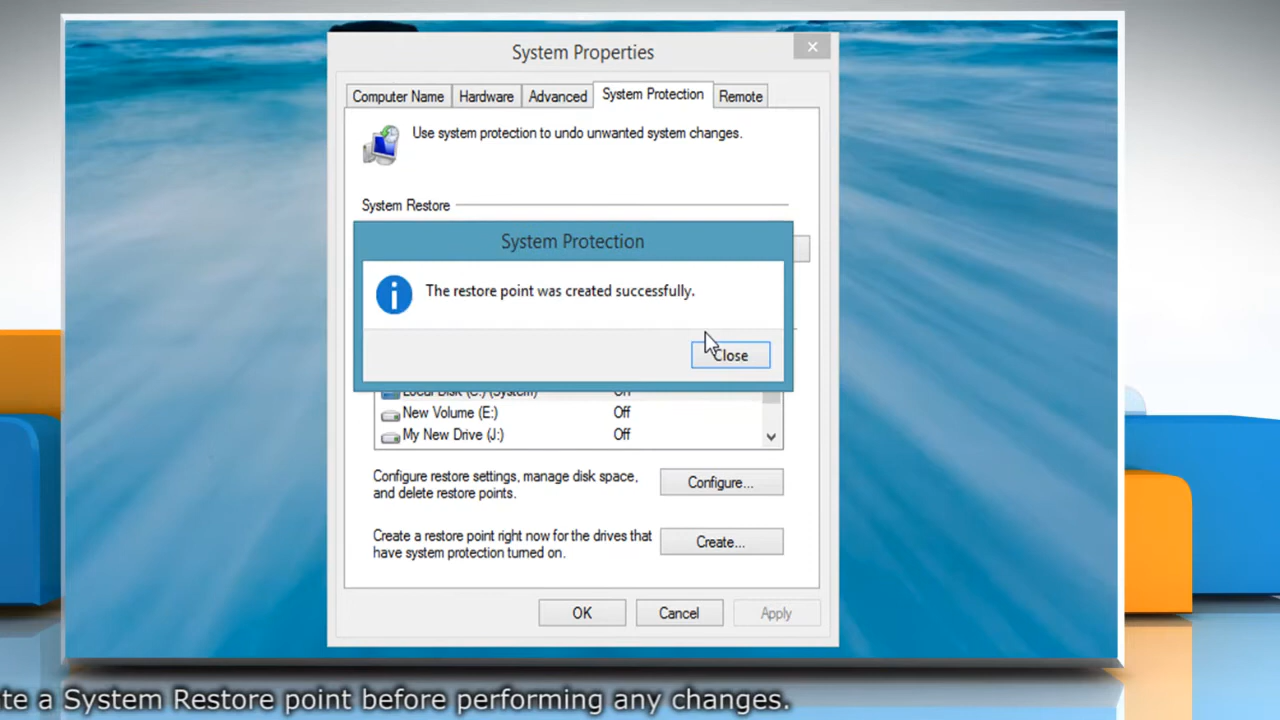 System Properties
Computer Name
Hardware
Advanced
System Protection
Remote
Use system protection to undo unwanted system changes.
System Restore
System Protection
The restore point was created successfully.
Close
Local Disk (C:) (System)
New Volume (E:) Off
My New Drive (J:) Off
Configure restore settings, manage disk space,
and delete restore points.
Configure...
Create a restore point right now for the drives that
have system protection turned on.
Create...
OK
Cancel
Apply
te a System Restore point before performing any changes.